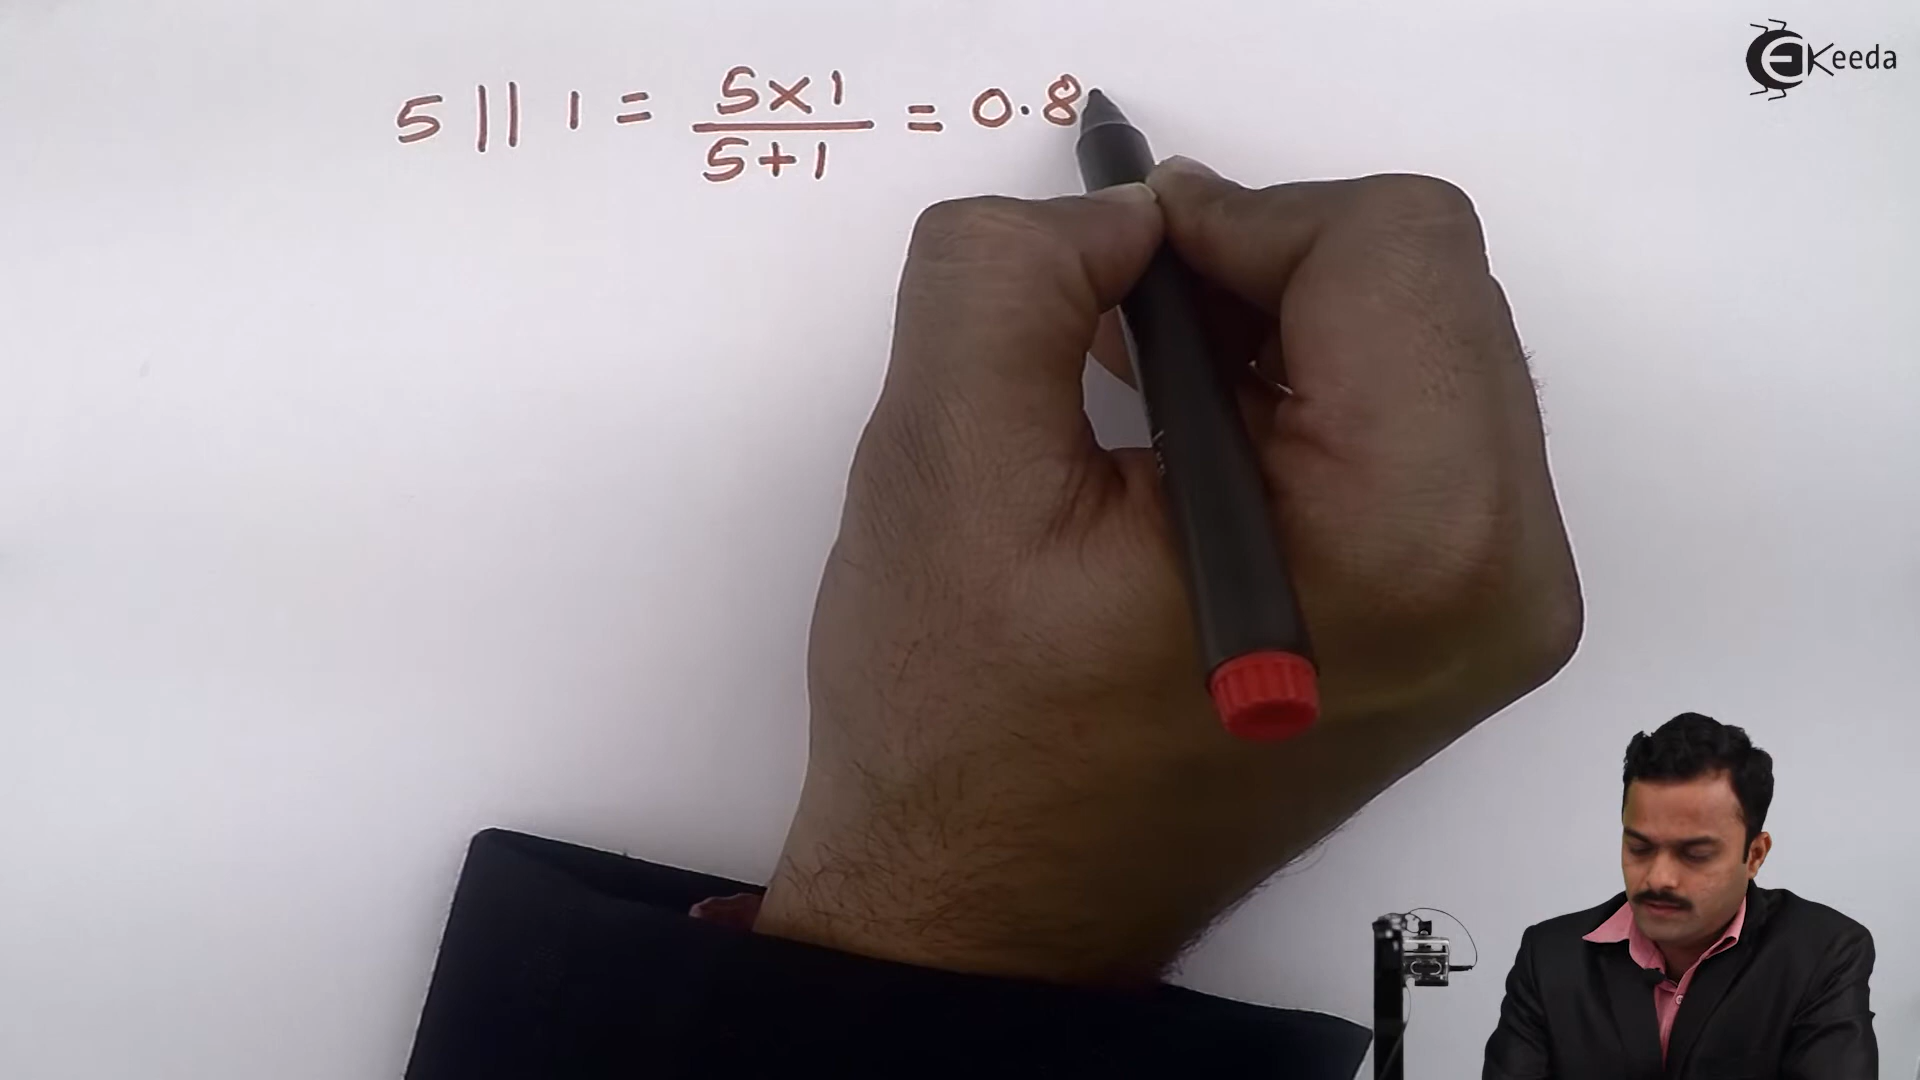 5 || 1 = 5×1 / 5+1 = 0.8
EKeeda